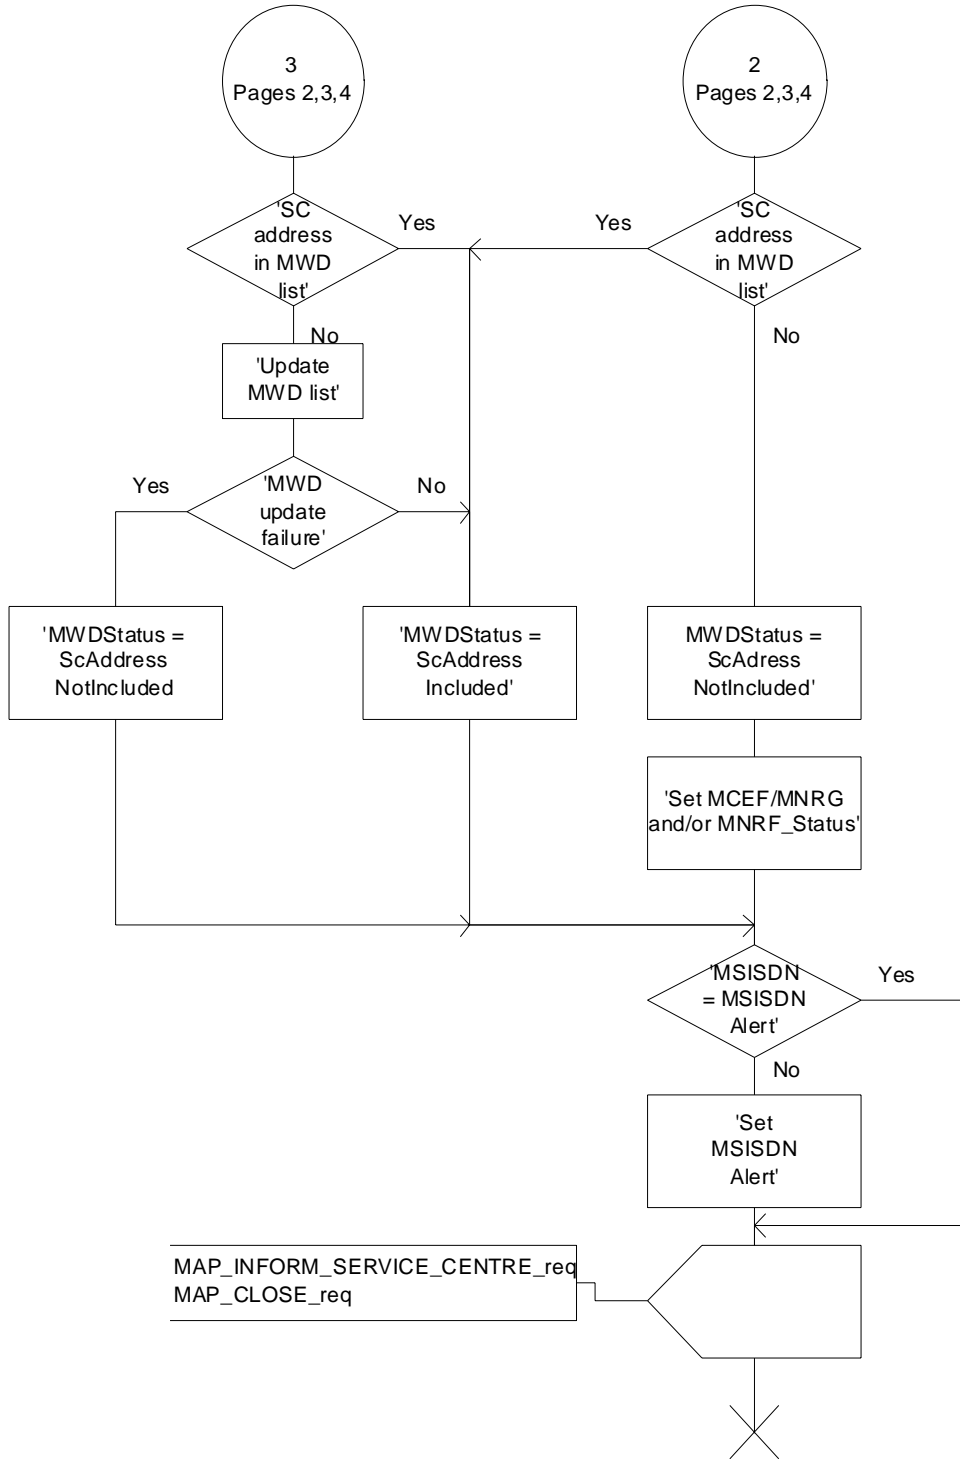 3
Pages 2,3,4
2
Pages 2,3,4
'SC
address
in MWD
list'
Yes
Yes
'SC
address
in MWD
list'
No
No
'Update
MWD list'
Yes
'MWD
update
failure'
No
'MWDStatus =
ScAddress
NotIncluded
'MWDStatus =
ScAddress
Included'
MWDStatus =
ScAdress
NotIncluded'
'Set MCEF/MNRG
and/or MNRF_Status'
'MSISDN
= MSISDN
Alert'
Yes
No
'Set
MSISDN
Alert'
MAP_INFORM_SERVICE_CENTRE_req
MAP_CLOSE_req